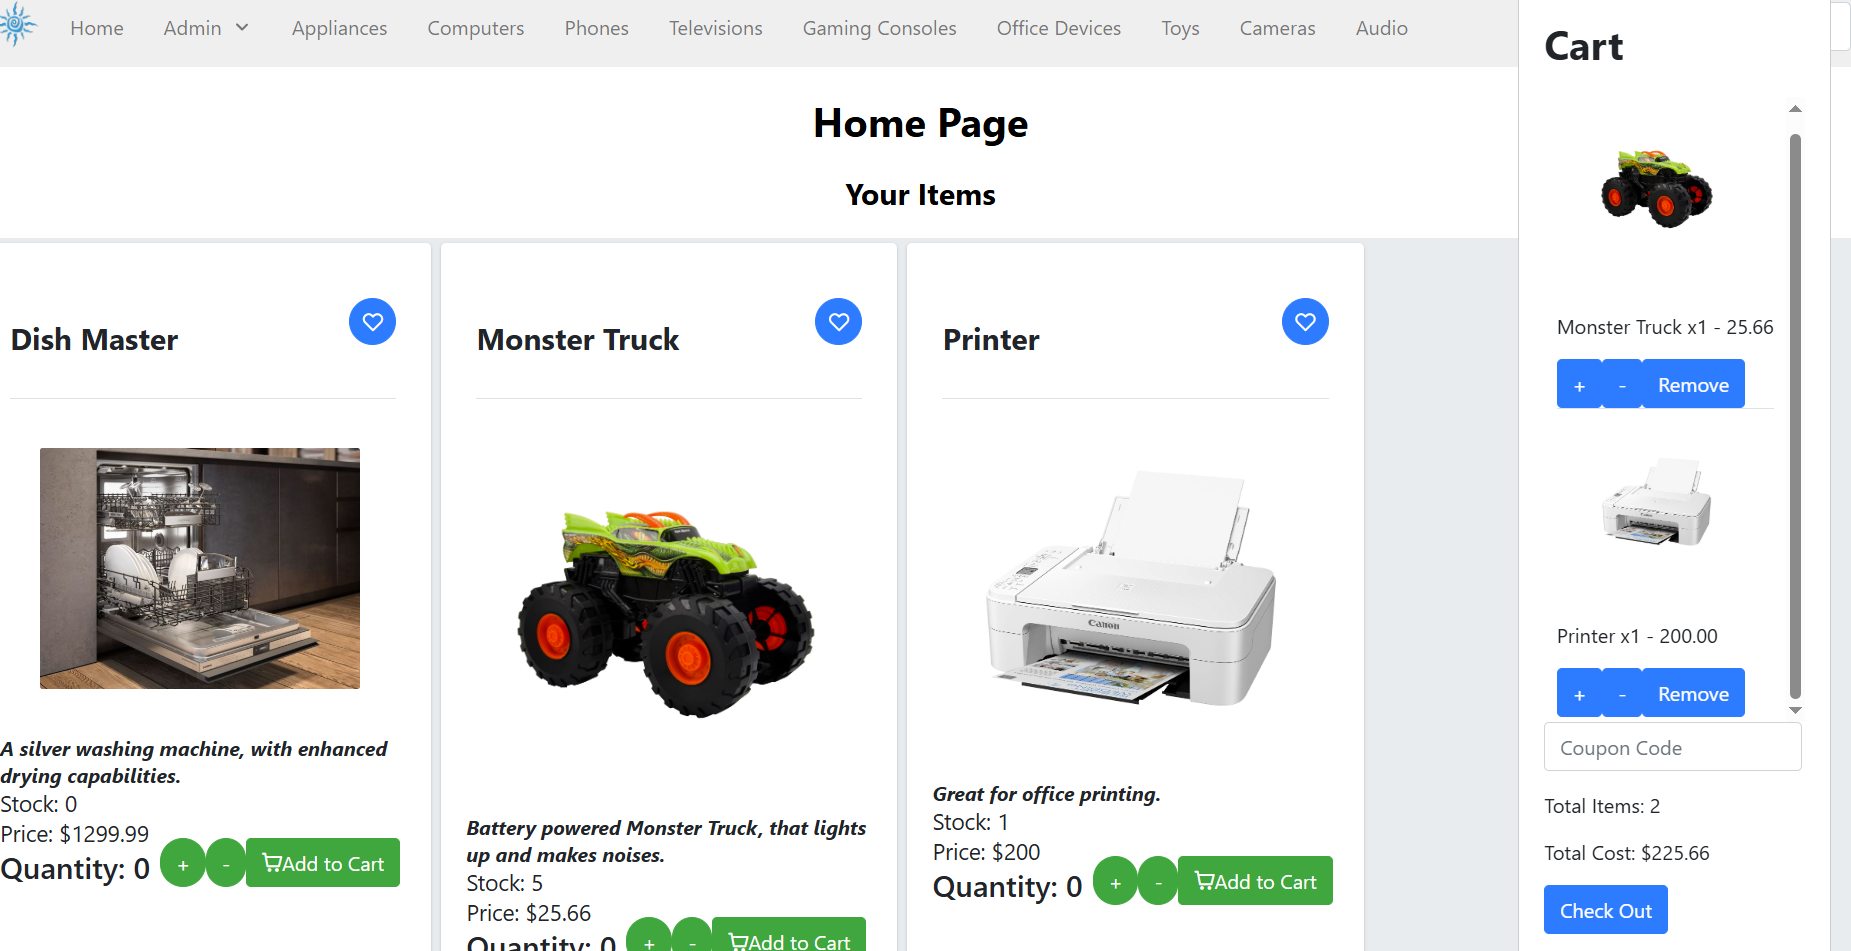 Home Admin Appliances Computers Phones Televisions Gaming Consoles Office Devices Toys Cameras Audio
Home Page
Your Items
Dish Master
A silver washing machine, with enhanced
drying capabilities.
Stock: 0
Price: $1299.99
Quantity: 0 + - Add to Cart
Monster Truck
Battery powered Monster Truck, that lights
up and makes noises.
Stock: 5
Price: $25.66
Quantity: 0 + - Add to Cart
Printer
Canon
Great for office printing.
Stock: 1
Price: $200
Quantity: 0 + - Add to Cart
Cart
Monster Truck x1 - 25.66
+ - Remove
Canon
Printer x1 - 200.00
+ - Remove
Coupon Code
Total Items: 2
Total Cost: $225.66
Check Out